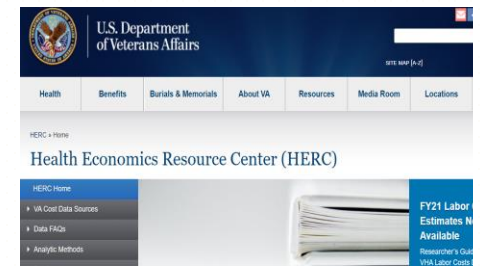 U.S. Department
of Veterans Affairs
SITE MAP [A-Z]
Health Benefits Burials & Memorials About VA Resources Media Room Locations
HERC » Home
Health Economics Resource Center (HERC)
HERC Home
VA Cost Data Sources
Data FAQs
Analytic Methods
FY21 Labor
Estimates
Available
Researcher's
VHA Labor Costs